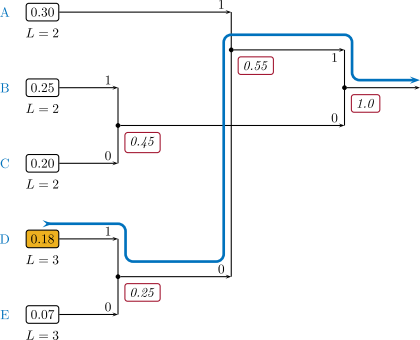 A 0.30 1
L = 2
0.55 1
B 0.25 1
L = 2
1.0
0.45 0
C 0.20 0
L = 2
D 0.18 1
L = 3
0.25 0
E 0.07 0
L = 3